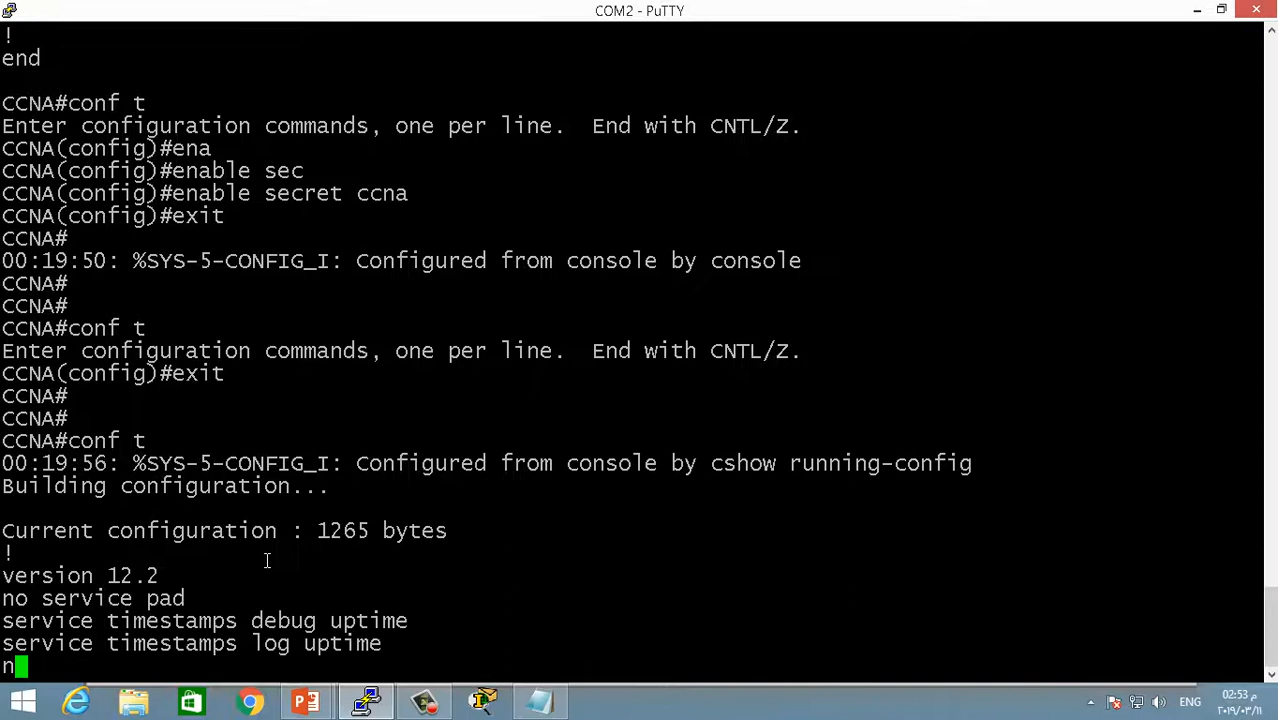 COM2 - PuTTY
!
end
CCNA#conf t
Enter configuration commands, one per line.  End with CNTL/Z.
CCNA(config)#ena
CCNA(config)#enable sec
CCNA(config)#enable secret ccna
CCNA(config)#exit
CCNA#
00:19:50: %SYS-5-CONFIG_I: Configured from console by console
CCNA#
CCNA#
CCNA#conf t
Enter configuration commands, one per line.  End with CNTL/Z.
CCNA(config)#exit
CCNA#
CCNA#
CCNA#conf t
00:19:56: %SYS-5-CONFIG_I: Configured from console by cshow running-config
Building configuration...
Current configuration : 1265 bytes
!
version 12.2
no service pad
service timestamps debug uptime
service timestamps log uptime
n
ENG
02:53 م
٢٠١٩/٠٣/١١